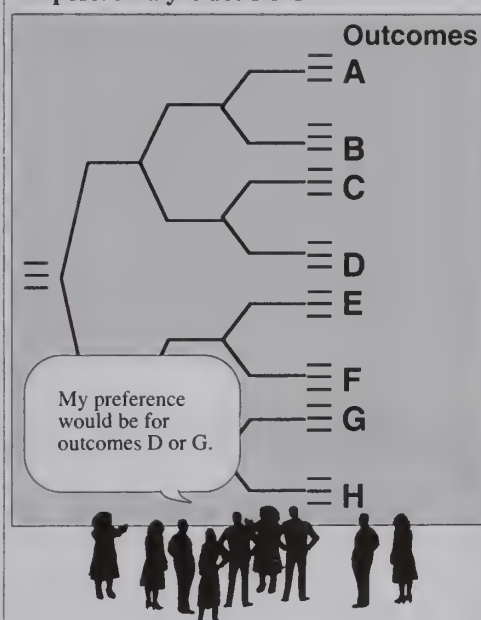 Outcomes
A
B
C
D
E
F
G
H
My preference
would be for
outcomes D or G.